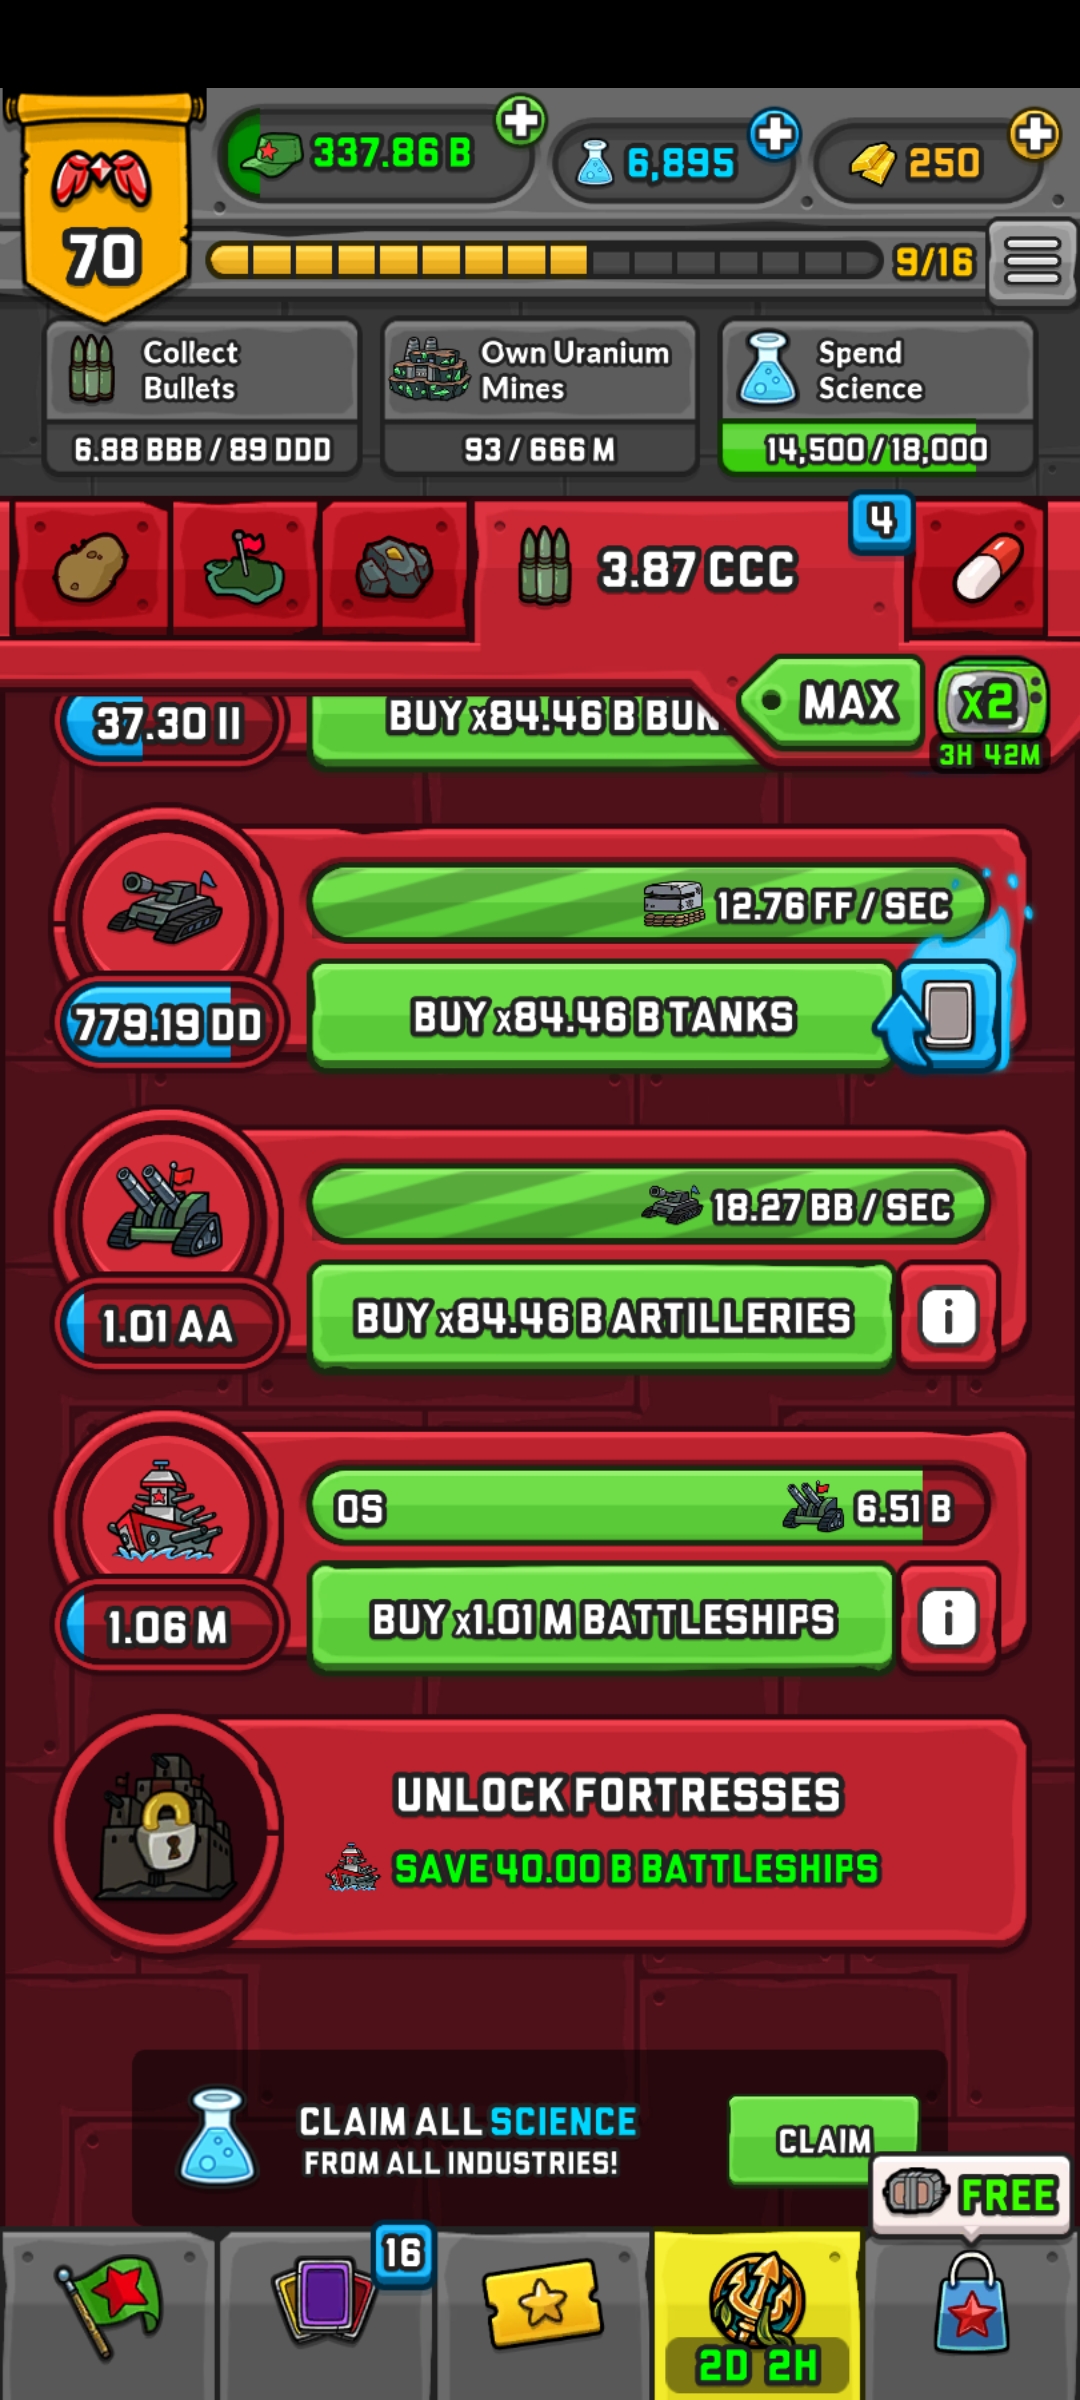 337.86 B
6,895
250
70
9/16
Collect
Bullets
Own Uranium
Mines
Spend
Science
6.88 BBB / 89 DDD
93 / 666 M
14,500/18,000
4
3.87 CCC
MAX
x2
3H 42M
37.30 II
BUY x84.46 B BUN
12.76 FF / SEC
779.19 DD
BUY x84.46 B TANKS
18.27 BB / SEC
1.01 AA
BUY x84.46 B ARTILLERIES
i
0S
6.51 B
1.06 M
BUY x1.01 M BATTLESHIPS
i
UNLOCK FORTRESSES
SAVE 40.00 B BATTLESHIPS
CLAIM ALL SCIENCE
FROM ALL INDUSTRIES!
CLAIM
FREE
16
2D 2H